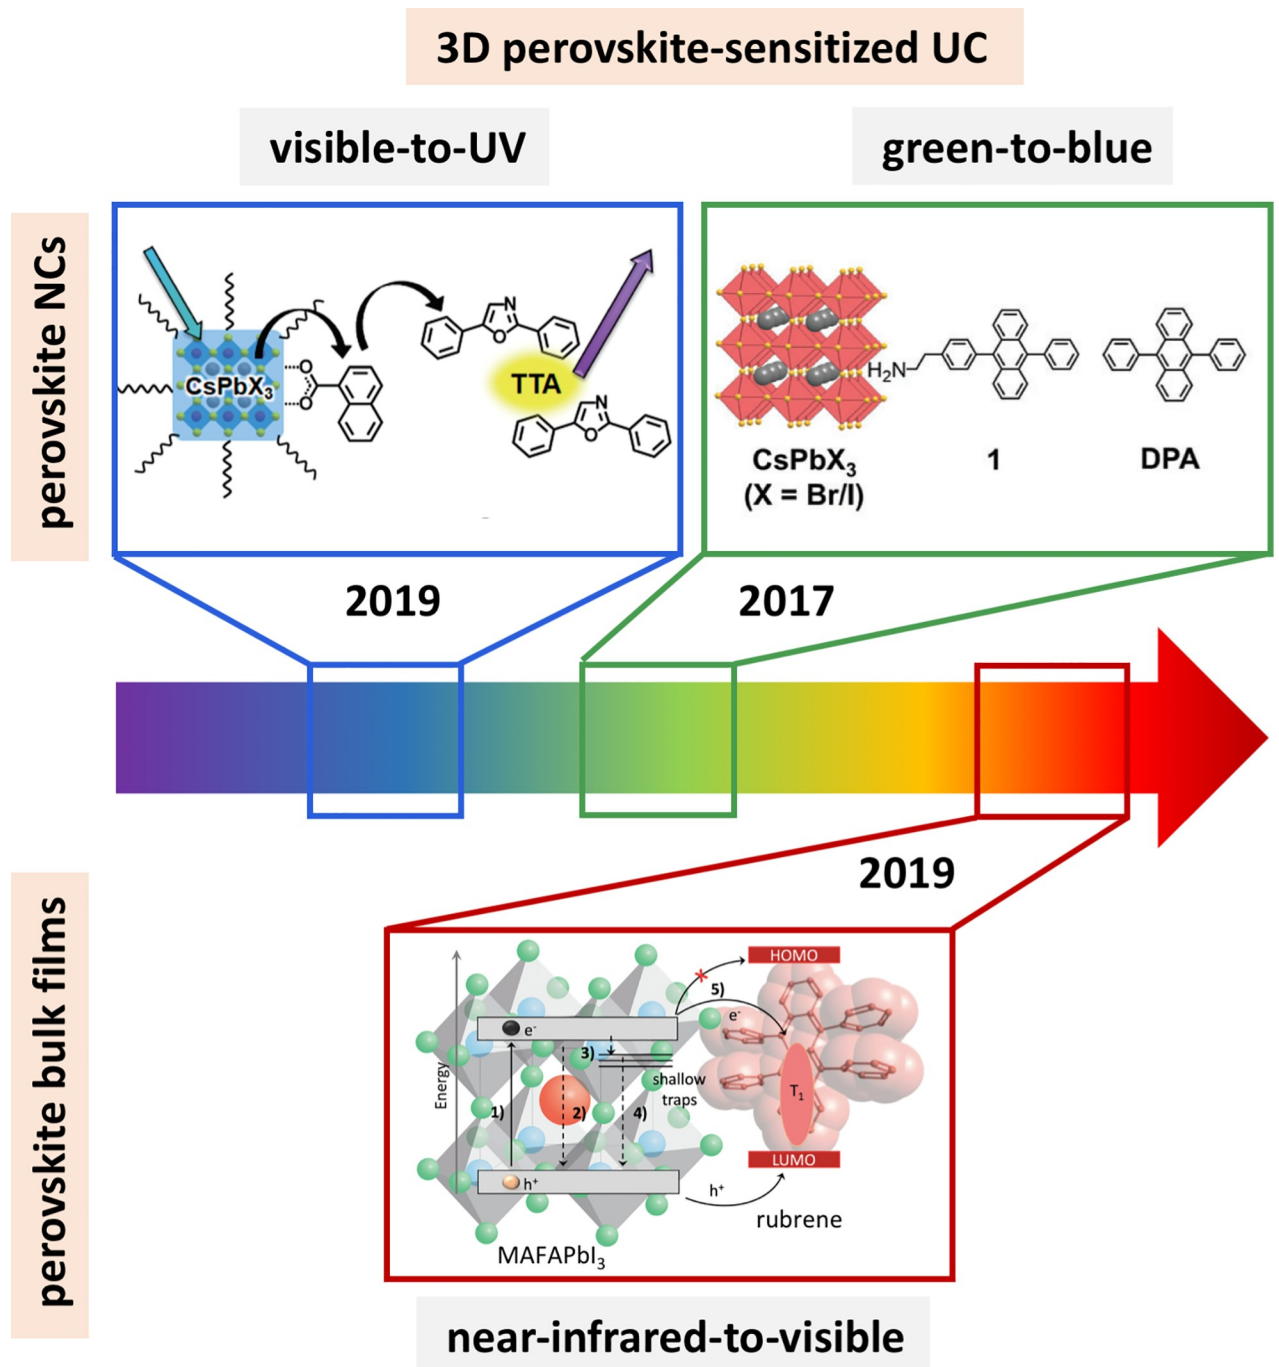 3D perovskite-sensitized UC
visible-to-UV
green-to-blue
perovskite NCs
CsPbX₃
O
O
N
O
TTA
N
O
H₂N
CsPbX₃
(X = Br/I)
1
DPA
2019
2017
2019
perovskite bulk films
Energy
e⁻
h⁺
1)
2)
3)
4)
5)
shallow
traps
e⁻
h⁺
HOMO
T₁
LUMO
rubrene
MAFAPbI₃
near-infrared-to-visible